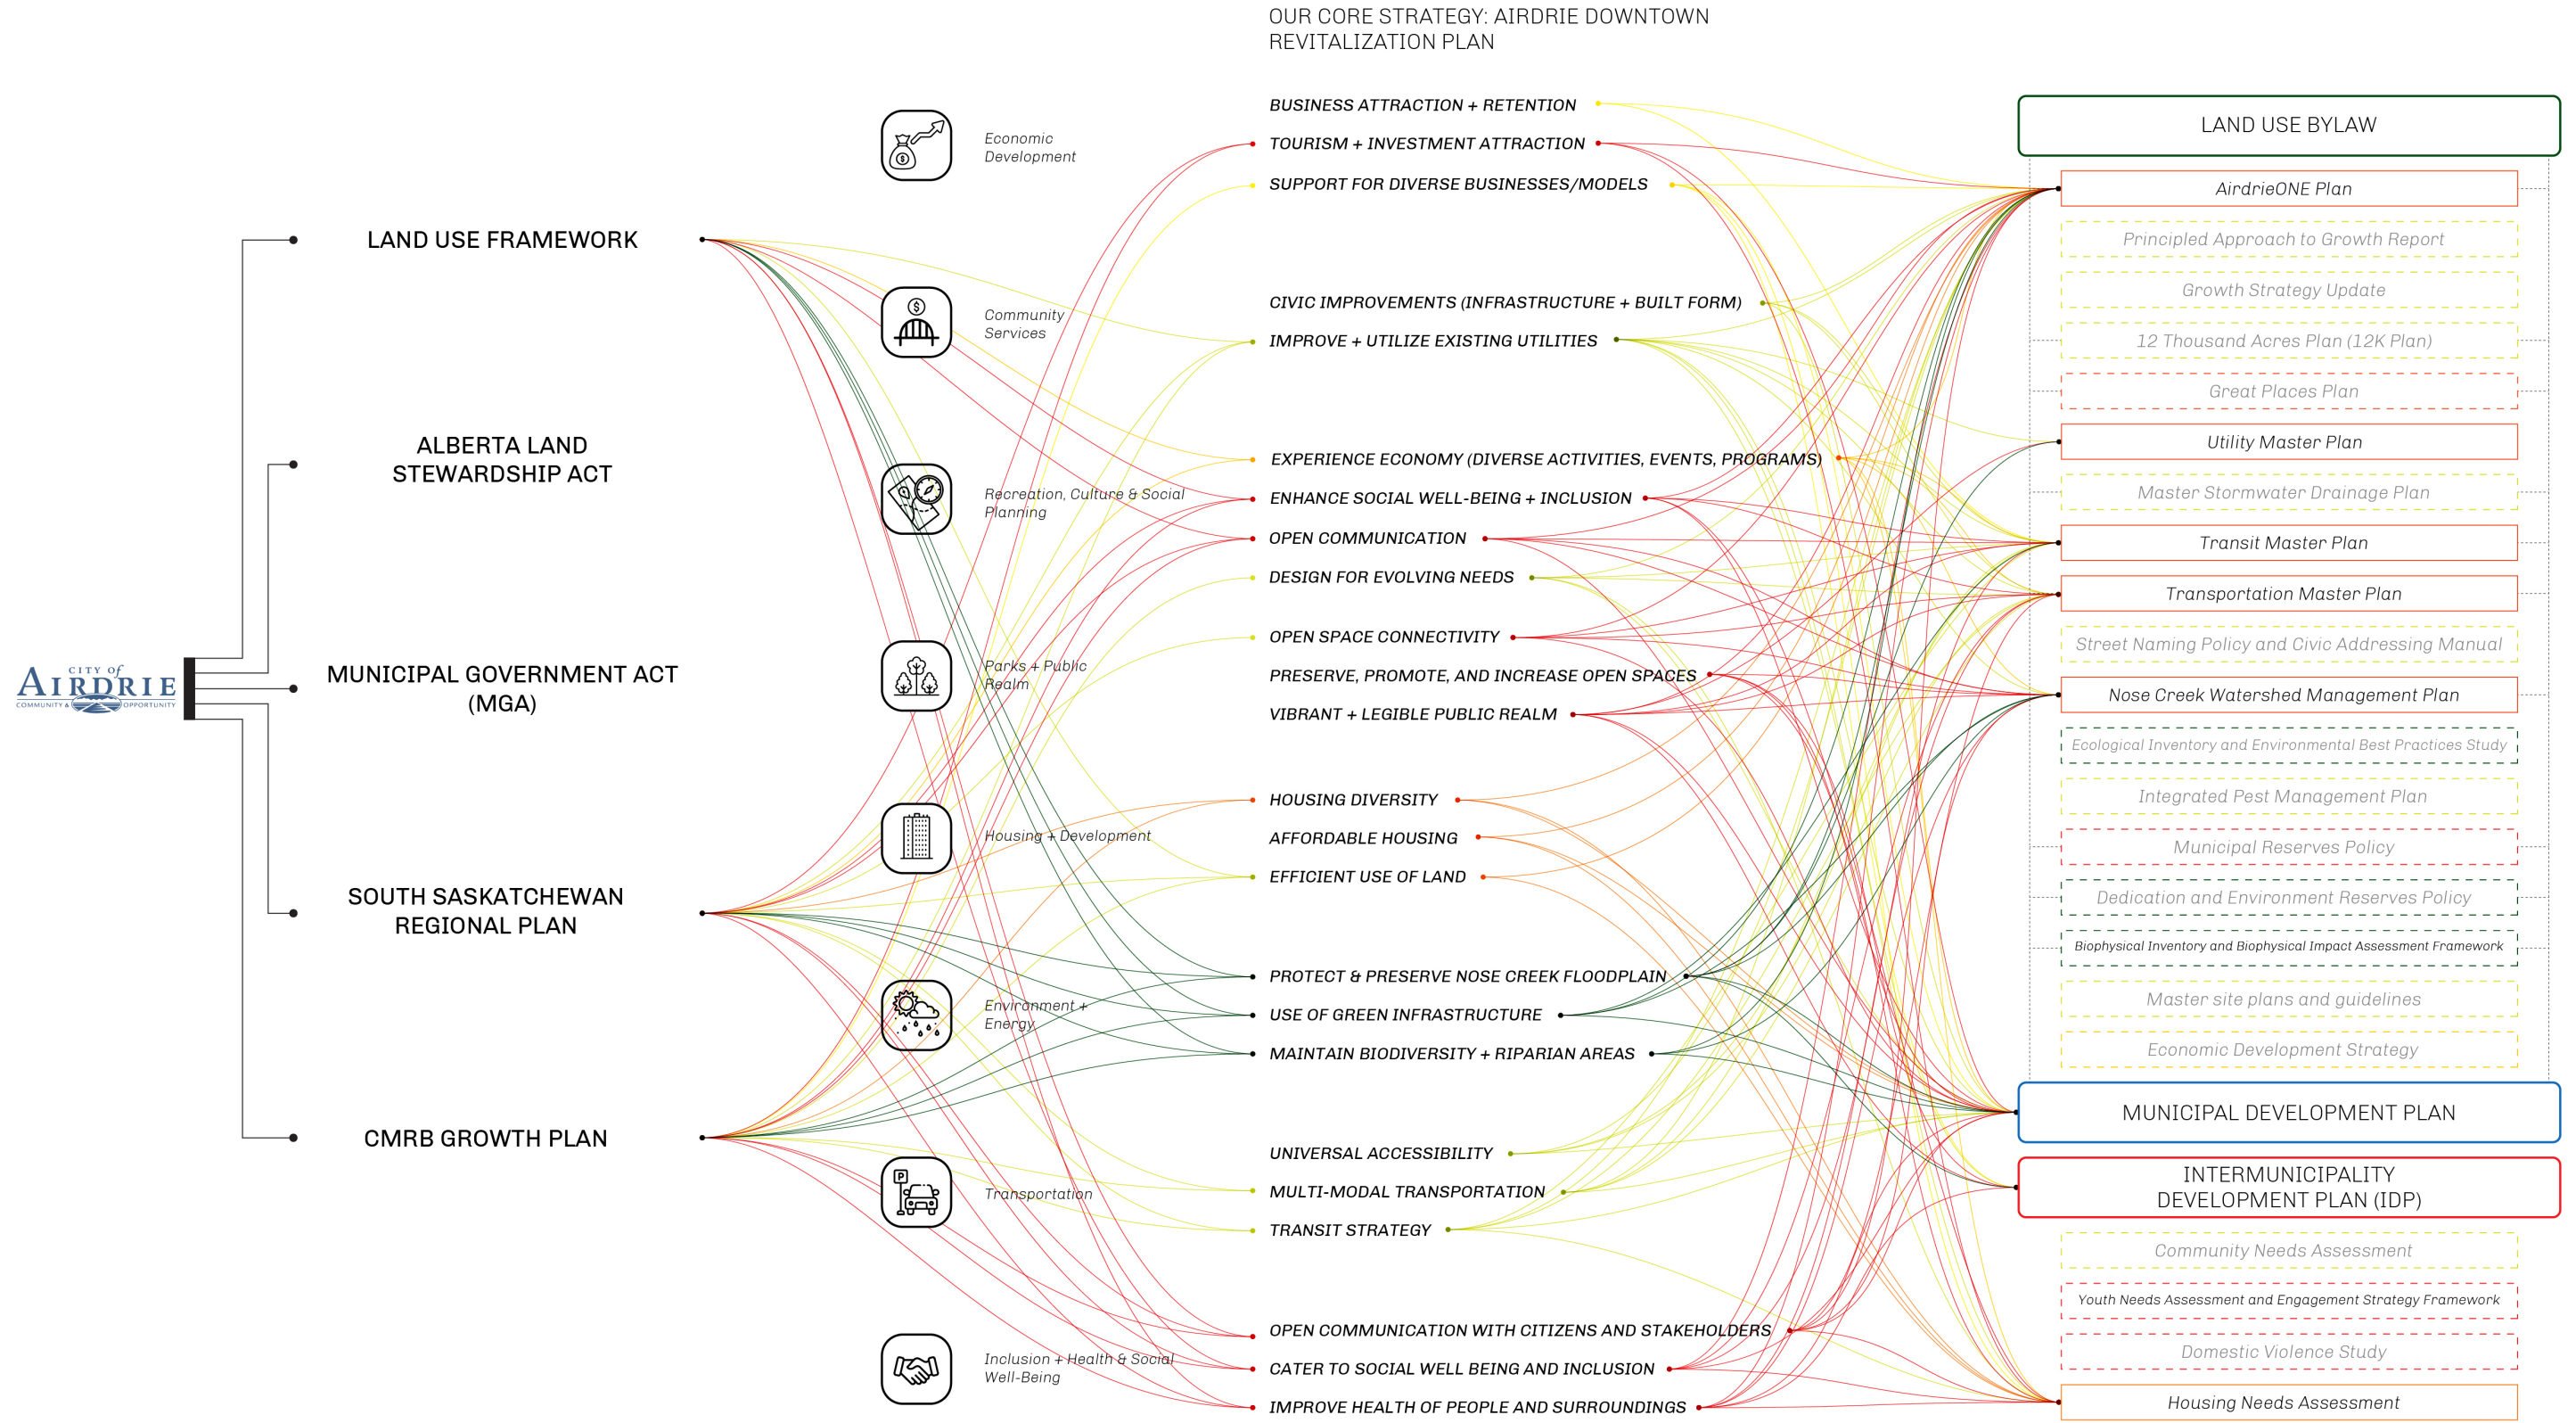 OUR CORE STRATEGY: AIRDRIE DOWNTOWN
REVITALIZATION PLAN
CITY of
AIRDRIE
COMMUNITY & OPPORTUNITY
LAND USE FRAMEWORK
ALBERTA LAND
STEWARDSHIP ACT
MUNICIPAL GOVERNMENT ACT
(MGA)
SOUTH SASKATCHEWAN
REGIONAL PLAN
CMRB GROWTH PLAN
Economic
Development
$
Community
Services
$
Recreation, Culture & Social
Planning
Parks + Public
Realm
Housing + Development
Environment +
Energy
Transportation
P
Inclusion + Health & Social
Well-Being
BUSINESS ATTRACTION + RETENTION
TOURISM + INVESTMENT ATTRACTION
SUPPORT FOR DIVERSE BUSINESSES/MODELS
CIVIC IMPROVEMENTS (INFRASTRUCTURE + BUILT FORM)
IMPROVE + UTILIZE EXISTING UTILITIES
EXPERIENCE ECONOMY (DIVERSE ACTIVITIES, EVENTS, PROGRAMS)
ENHANCE SOCIAL WELL-BEING + INCLUSION
OPEN COMMUNICATION
DESIGN FOR EVOLVING NEEDS
OPEN SPACE CONNECTIVITY
PRESERVE, PROMOTE, AND INCREASE OPEN SPACES
VIBRANT + LEGIBLE PUBLIC REALM
HOUSING DIVERSITY
AFFORDABLE HOUSING
EFFICIENT USE OF LAND
PROTECT & PRESERVE NOSE CREEK FLOODPLAIN
USE OF GREEN INFRASTRUCTURE
MAINTAIN BIODIVERSITY + RIPARIAN AREAS
UNIVERSAL ACCESSIBILITY
MULTI-MODAL TRANSPORTATION
TRANSIT STRATEGY
OPEN COMMUNICATION WITH CITIZENS AND STAKEHOLDERS
CATER TO SOCIAL WELL BEING AND INCLUSION
IMPROVE HEALTH OF PEOPLE AND SURROUNDINGS
LAND USE BYLAW
AirdrieONE Plan
Principled Approach to Growth Report
Growth Strategy Update
12 Thousand Acres Plan (12K Plan)
Great Places Plan
Utility Master Plan
Master Stormwater Drainage Plan
Transit Master Plan
Transportation Master Plan
Street Naming Policy and Civic Addressing Manual
Nose Creek Watershed Management Plan
Ecological Inventory and Environmental Best Practices Study
Integrated Pest Management Plan
Municipal Reserves Policy
Dedication and Environment Reserves Policy
Biophysical Inventory and Biophysical Impact Assessment Framework
Master site plans and guidelines
Economic Development Strategy
MUNICIPAL DEVELOPMENT PLAN
INTERMUNICIPALITY
DEVELOPMENT PLAN (IDP)
Community Needs Assessment
Youth Needs Assessment and Engagement Strategy Framework
Domestic Violence Study
Housing Needs Assessment